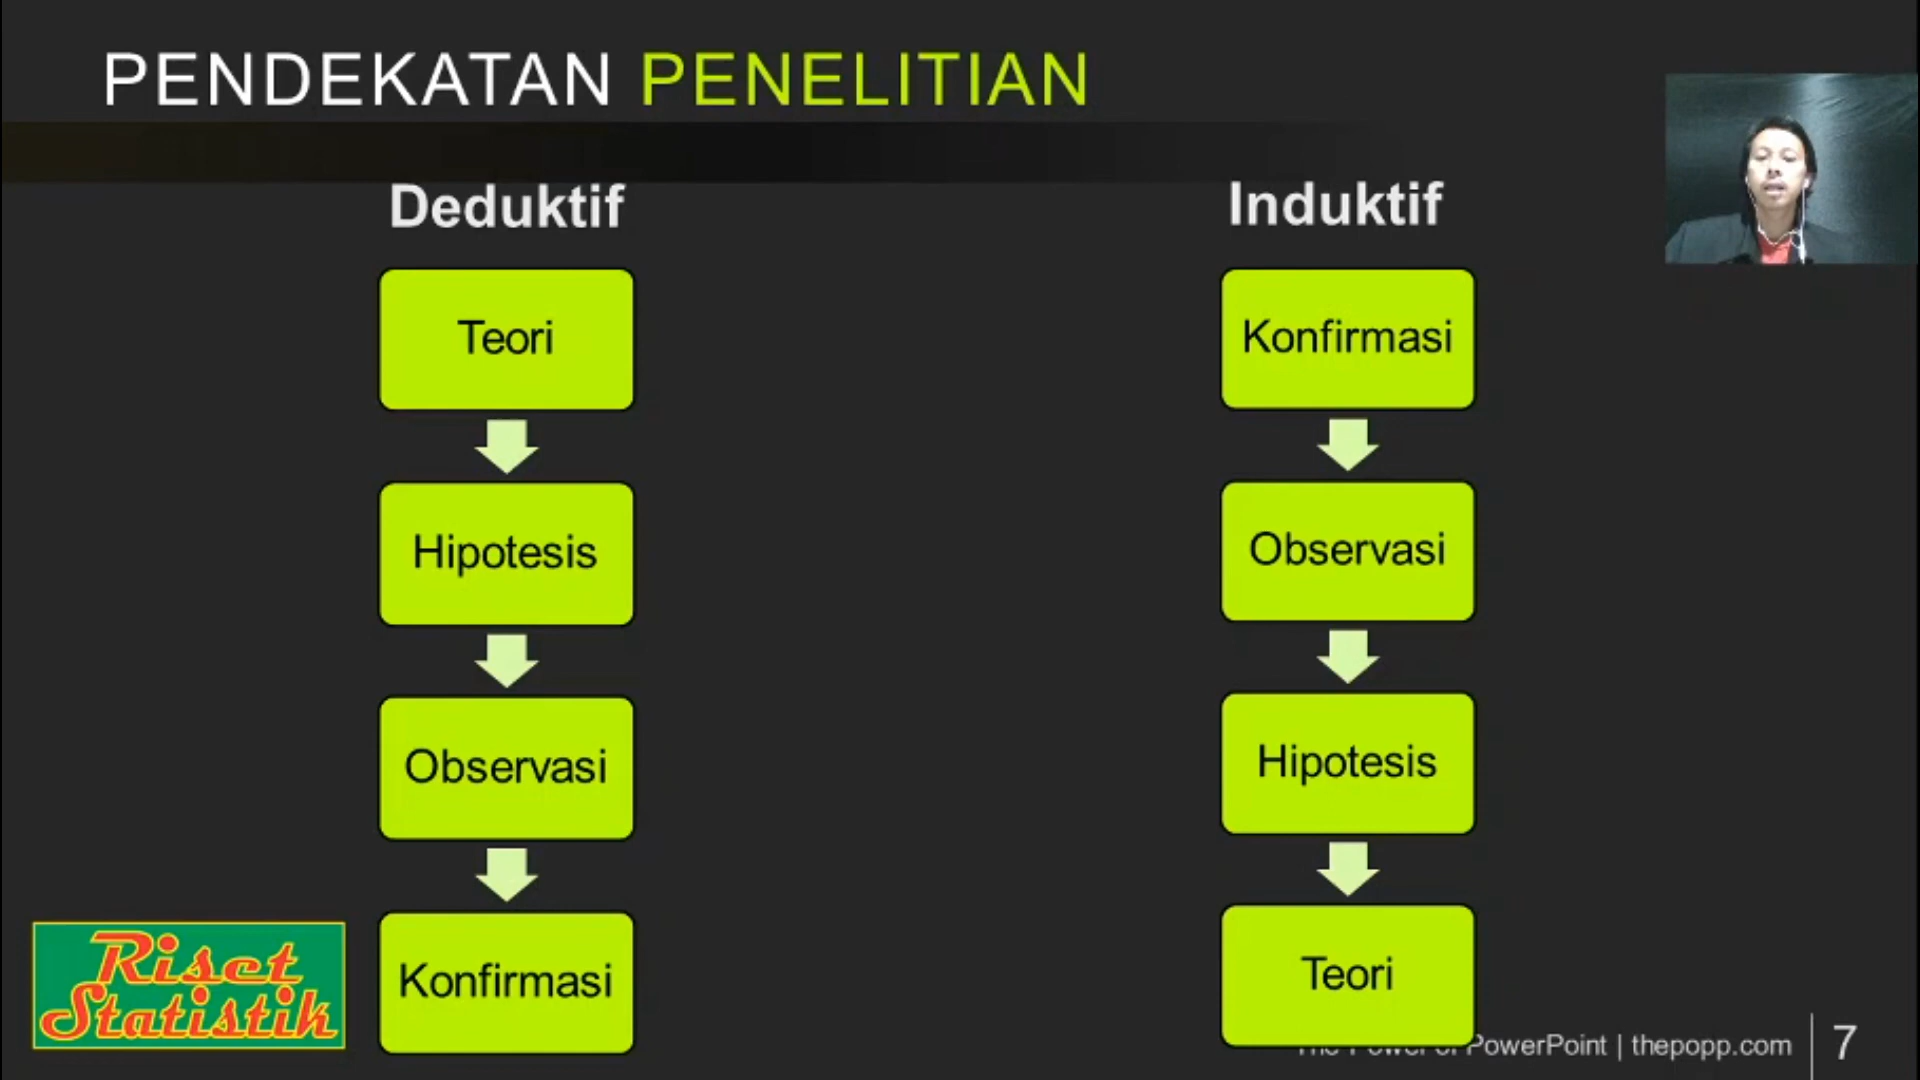 PENDEKATAN PENELITIAN
Deduktif
Teori
Hipotesis
Observasi
Konfirmasi
Induktif
Konfirmasi
Observasi
Hipotesis
Teori
Riset
Statistik
PowerPoint | thepopp.com
7